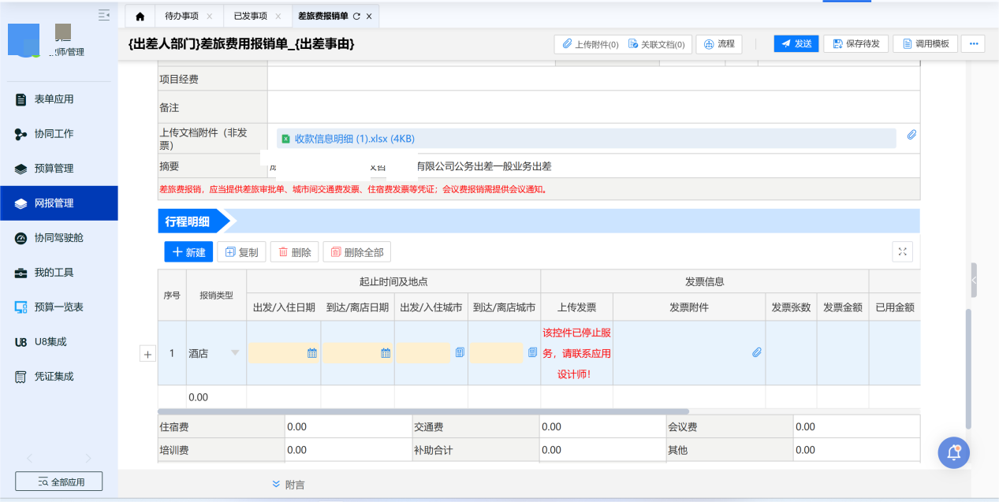 待办事项
已发事项
差旅费报销单
师/管理
{出差人部门}差旅费用报销单_{出差事由}
上传附件(0)
关联文档(0)
流程
发送
保存待发
调用模板
表单应用
协同工作
预算管理
网报管理
协同驾驶舱
我的工具
预算一览表
U8 U8集成
凭证集成
全部应用
项目经费
备注
上传文档附件（非发
票）
收款信息明细 (1).xlsx (4KB)
摘要
有限公司公务出差一般业务出差
差旅费报销，应当提供差旅审批单、城市间交通费发票、住宿费发票等凭证；会议费报销需提供会议通知。
行程明细
新建
复制
删除
删除全部
序号
报销类型
起止时间及地点
发票信息
出发/入住日期
到达/离店日期
出发/入住城市
到达/离店城市
上传发票
发票附件
发票张数
发票金额
已用金额
1
酒店
该控件已停止服
务，请联系应用
设计师！
0.00
住宿费 0.00 交通费 0.00 会议费 0.00
培训费 0.00 补助合计 0.00 其他 0.00
附言